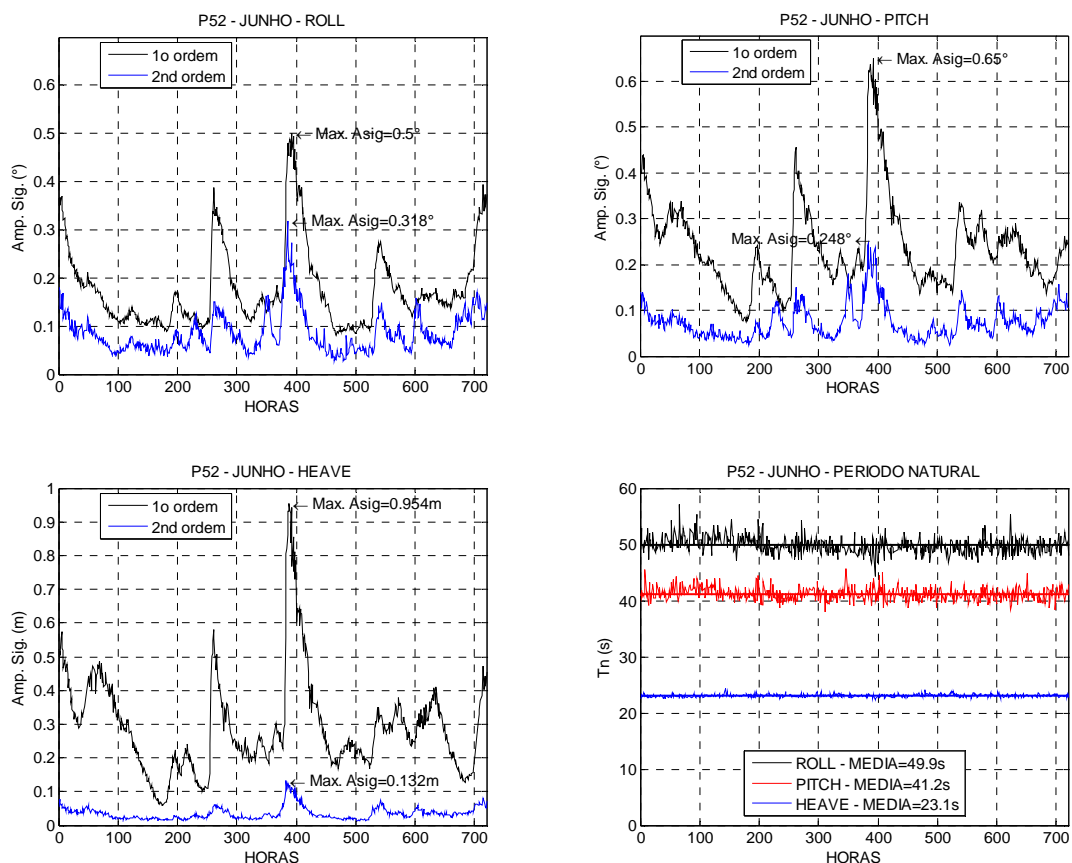 P52 - JUNHO - ROLL
1o ordem
2nd ordem
Max. Asig=0.5°
Max. Asig=0.318°
Amp. Sig. (°)
0.6
0.5
0.4
0.3
0.2
0.1
0
0 100 200 300 400 500 600 700
HORAS
P52 - JUNHO - PITCH
1o ordem
2nd ordem
Max. Asig=0.65°
Max. Asig=0.248°
Amp. Sig. (°)
0.6
0.5
0.4
0.3
0.2
0.1
0
0 100 200 300 400 500 600 700
HORAS
P52 - JUNHO - HEAVE
1o ordem
2nd ordem
Max. Asig=0.954m
Max. Asig=0.132m
Amp. Sig. (m)
1
0.9
0.8
0.7
0.6
0.5
0.4
0.3
0.2
0.1
0
0 100 200 300 400 500 600 700
HORAS
P52 - JUNHO - PERIODO NATURAL
Tn (s)
60
50
40
30
20
10
0
ROLL - MEDIA=49.9s
PITCH - MEDIA=41.2s
HEAVE - MEDIA=23.1s
0 100 200 300 400 500 600 700
HORAS